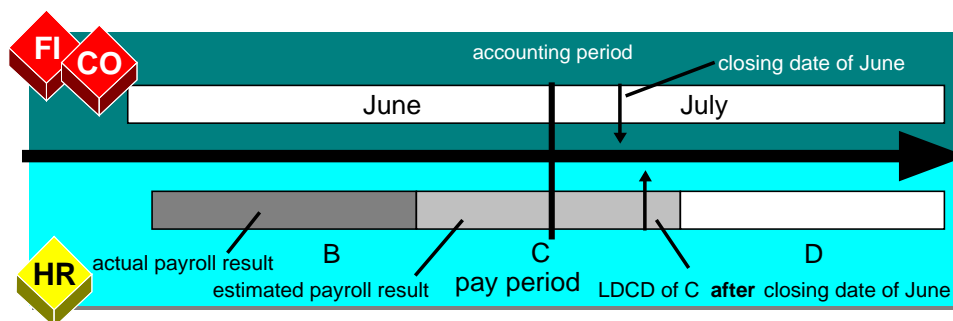 FI
CO
accounting period
closing date of June
June
July
B
C
D
actual payroll result
HR
estimated payroll result
pay period
LDCD of C after closing date of June